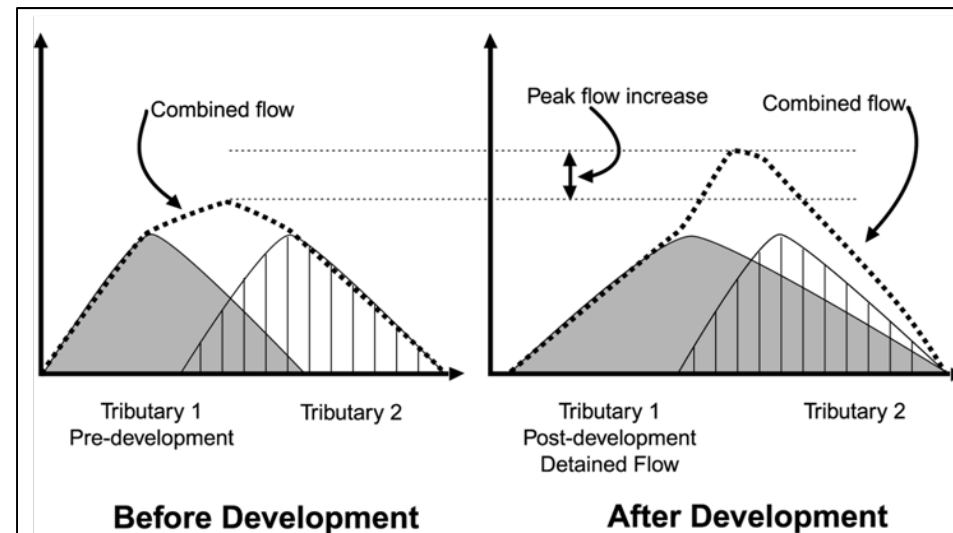 Combined flow
Peak flow increase
Combined flow
Tributary 1
Pre-development
Tributary 2
Tributary 1
Post-development
Detained Flow
Tributary 2
Before Development
After Development